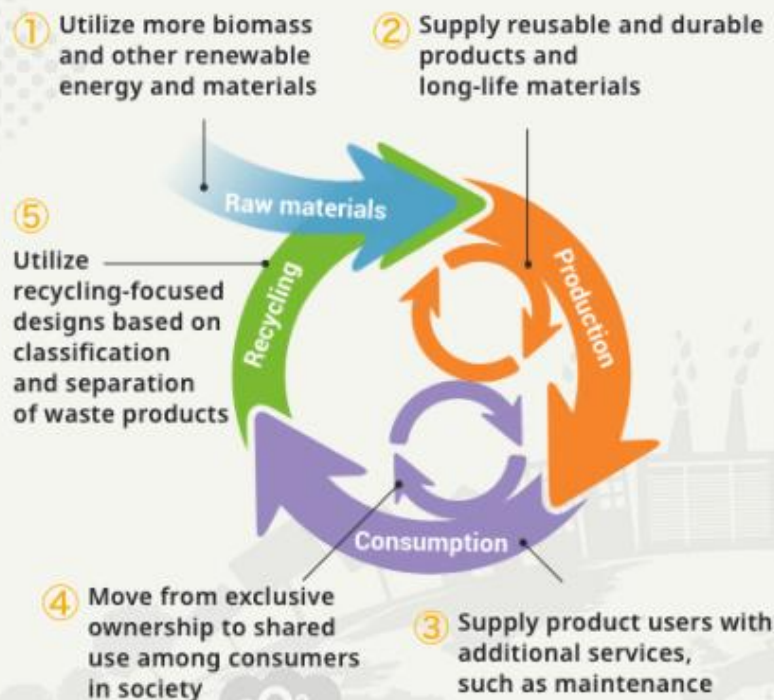 ① Utilize more biomass
and other renewable
energy and materials
② Supply reusable and durable
products and
long-life materials
Raw materials
Production
Consumption
Recycling
③ Supply product users with
additional services,
such as maintenance
④ Move from exclusive
ownership to shared
use among consumers
in society
⑤
Utilize
recycling-focused
designs based on
classification
and separation
of waste products